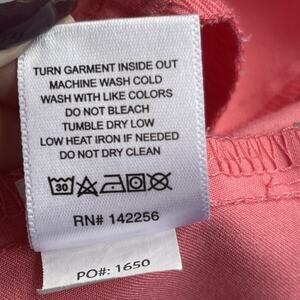 TURN GARMENT INSIDE OUT
MACHINE WASH COLD
WASH WITH LIKE COLORS
DO NOT BLEACH
TUMBLE DRY LOW
LOW HEAT IRON IF NEEDED
DO NOT DRY CLEAN
30
RN# 142256
PO#: 1650